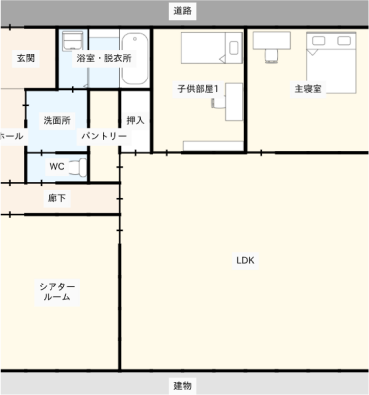 道路
玄関
浴室・脱衣所
子供部屋1
主寝室
洗面所
ホール
パントリー
押入
WC
廊下
シアター
ルーム
LDK
建物